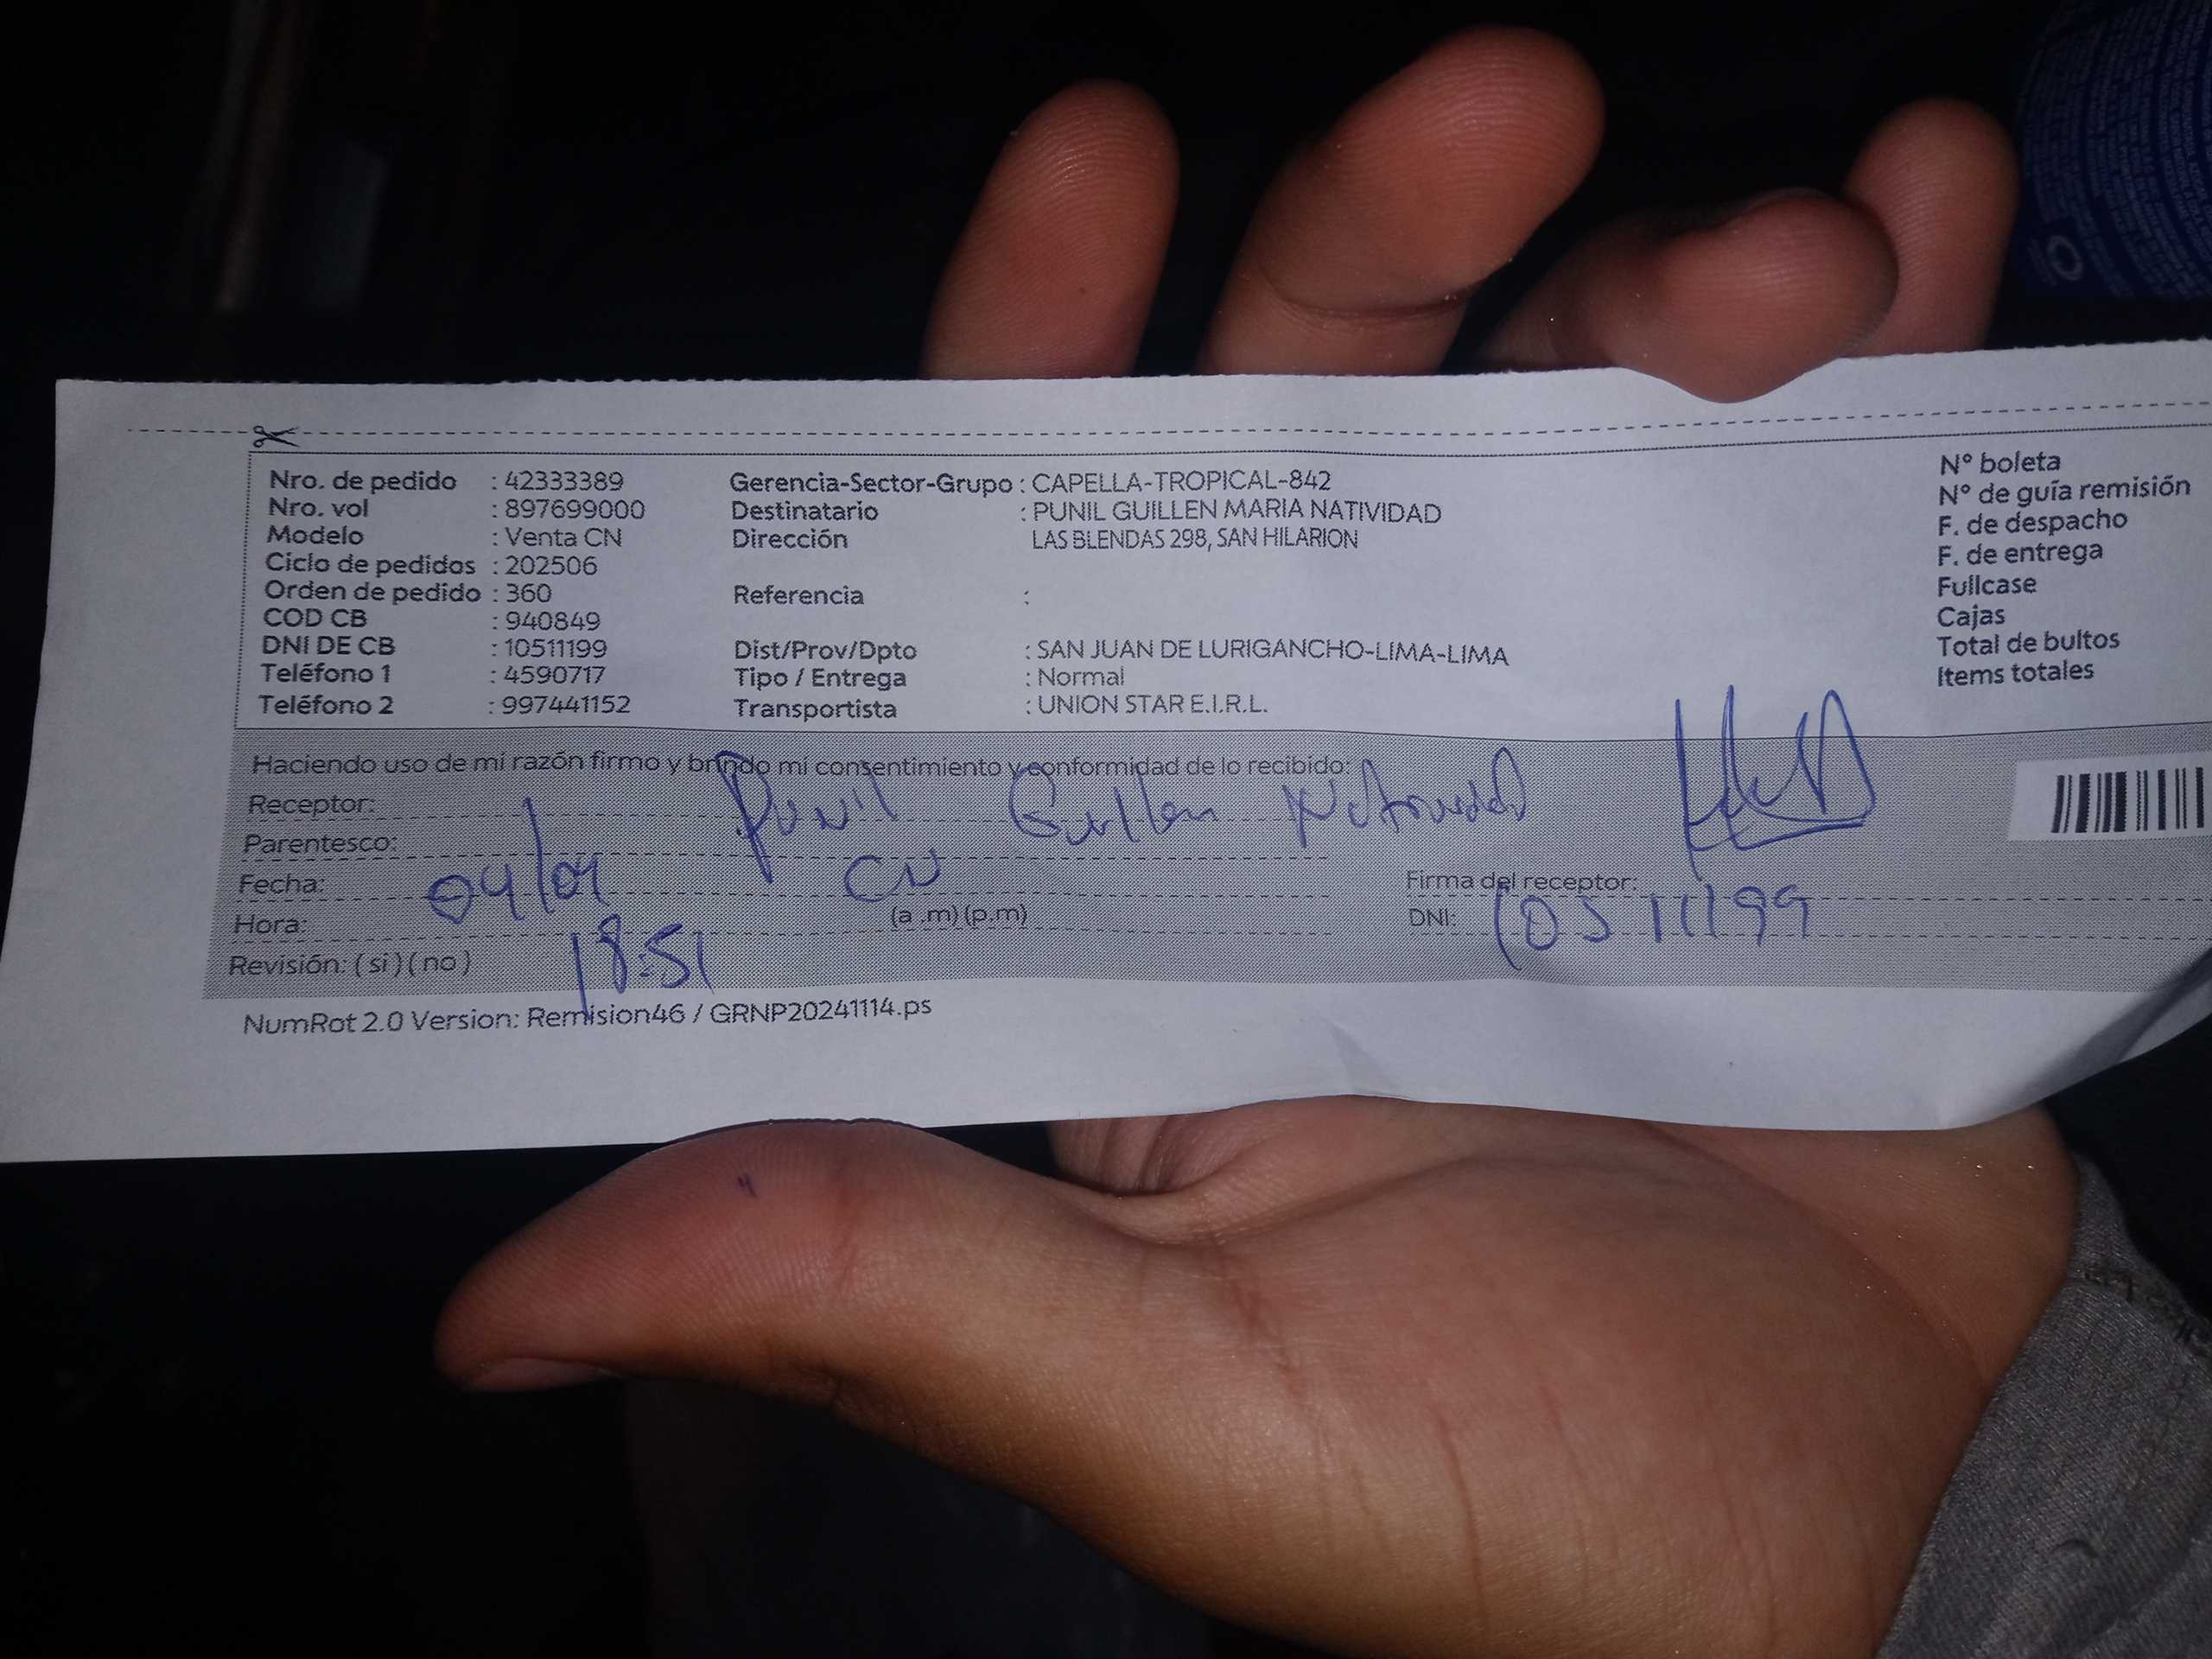 Nro. de pedido : 42333389
Nro. vol : 897699000
Modelo : Venta CN
Ciclo de pedidos : 202506
Orden de pedido : 360
COD CB : 940849
DNI DE CB : 10511199
Teléfono 1 : 4590717
Teléfono 2 : 997441152
Gerencia-Sector-Grupo : CAPELLA-TROPICAL-842
Destinatario : PUNIL GUILLEN MARIA NATIVIDAD
Dirección LAS BLENDAS 298, SAN HILARION
Referencia :
Dist/Prov/Dpto : SAN JUAN DE LURIGANCHO-LIMA-LIMA
Tipo / Entrega : Normal
Transportista : UNION STAR E.I.R.L.
N° boleta
N° de guía remisión
F. de despacho
F. de entrega
Fullcase
Cajas
Total de bultos
Items totales
Haciendo uso de mi razón firmo y brindo mi consentimiento y conformidad de lo recibido:
Receptor: Punil Guillen Natividad
Parentesco: CN
Fecha: 04/04
Hora: 18:51 (a .m) (p.m)
Revisión: ( si ) ( no )
Firma del receptor:
DNI: 10511199
NumRot 2.0 Version: Remision46 / GRNP20241114.ps